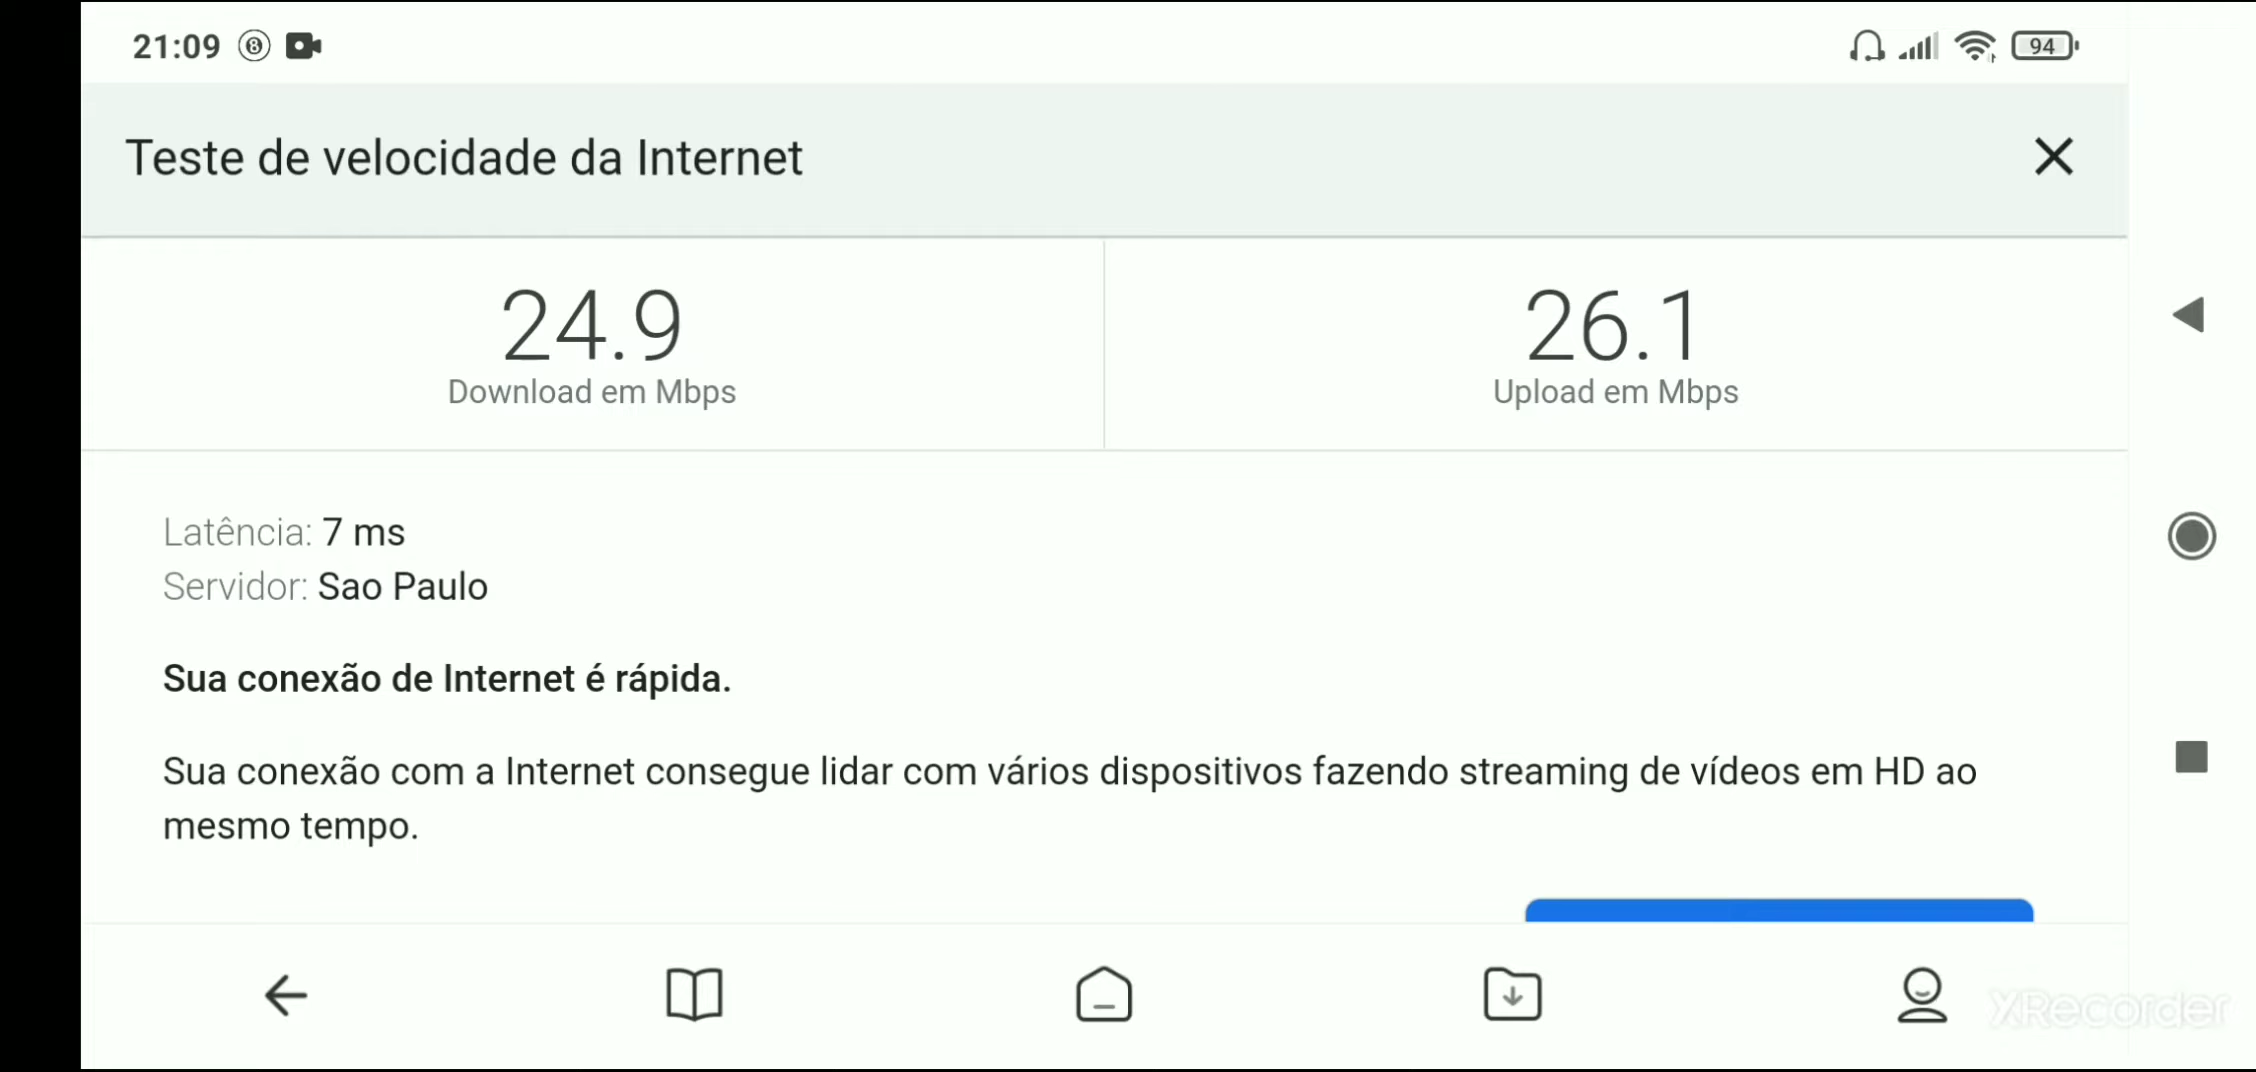 21:09
94
Teste de velocidade da Internet
24.9
Download em Mbps
26.1
Upload em Mbps
Latência: 7 ms
Servidor: Sao Paulo
Sua conexão de Internet é rápida.
Sua conexão com a Internet consegue lidar com vários dispositivos fazendo streaming de vídeos em HD ao
mesmo tempo.
XRecorder